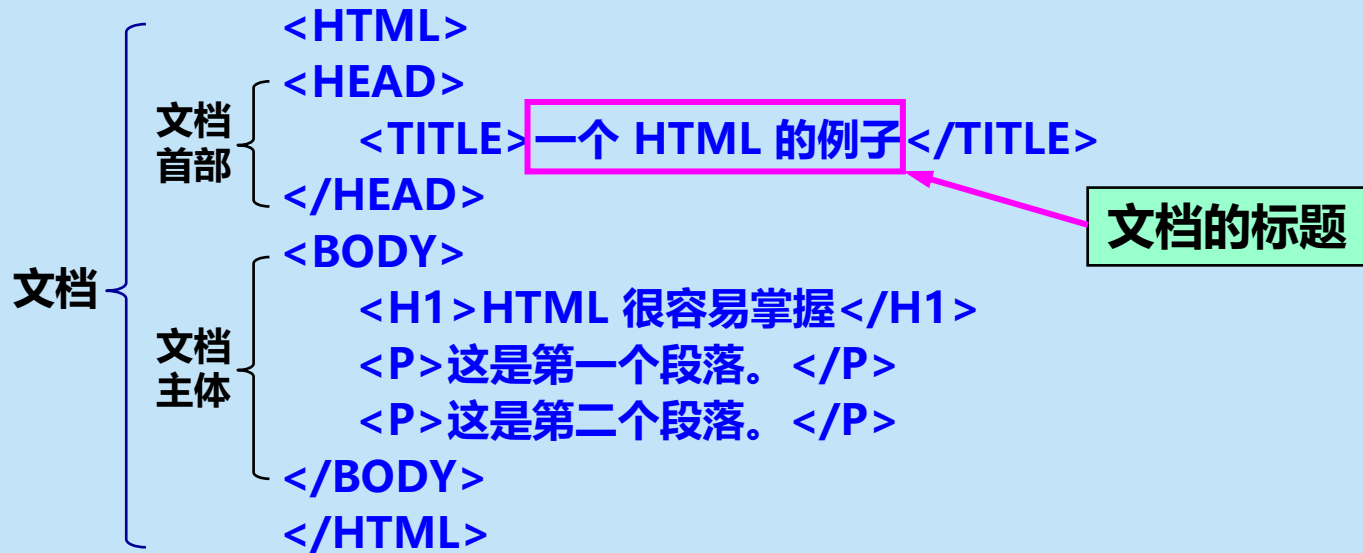 <HTML>
<HEAD>
文档
首部
<TITLE>一个 HTML 的例子</TITLE>
</HEAD>
文档的标题
<BODY>
文档
<H1>HTML 很容易掌握</H1>
文档
主体
<P>这是第一个段落。</P>
<P>这是第二个段落。</P>
</BODY>
</HTML>